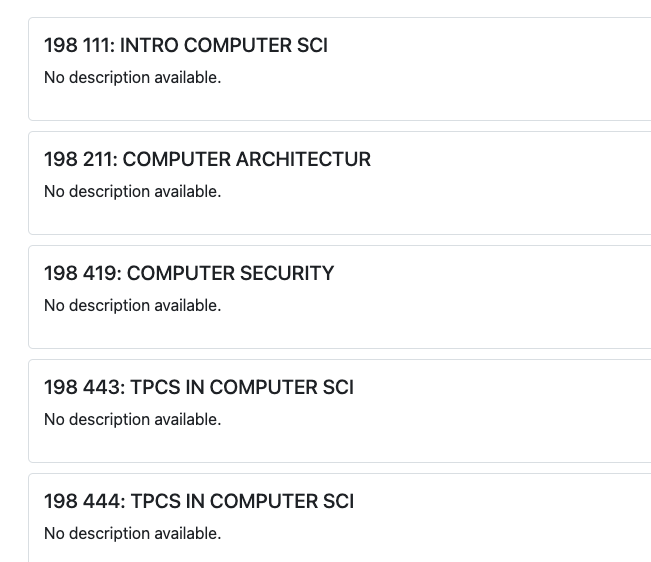 198 111: INTRO COMPUTER SCI
No description available.
198 211: COMPUTER ARCHITECTUR
No description available.
198 419: COMPUTER SECURITY
No description available.
198 443: TPCS IN COMPUTER SCI
No description available.
198 444: TPCS IN COMPUTER SCI
No description available.